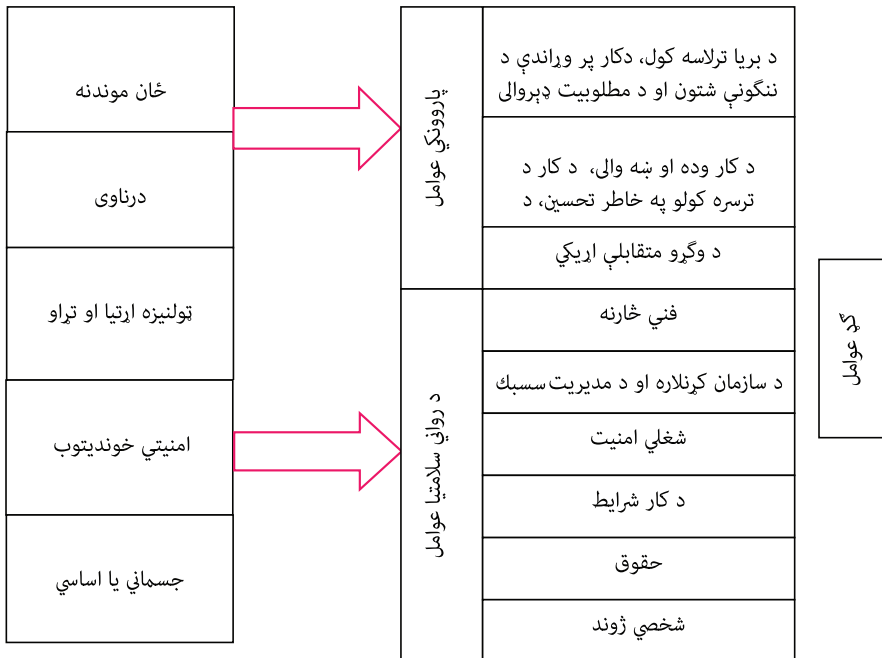 ځان موندنه
درناوی
ټولنیزه اړتیا او تړاو
امنیتي خوندیتوب
جسماني یا اساسي
پاروونکي عوامل
د بریا ترلاسه کول، دکار پر وړاندې د
ننګونې شتون او د مطلوبیت ډېروالی
د کار وده او ښه والی، د کار د
ترسره کولو په خاطر تحسین، د
د وګړو متقابلې اړیکي
د رواني سلامتیا عوامل
فني څارنه
د سازمان کړنلاره او د مدیریت سسبك
شغلي امنیت
د کار شرایط
حقوق
شخصي ژوند
ګډ عوامل